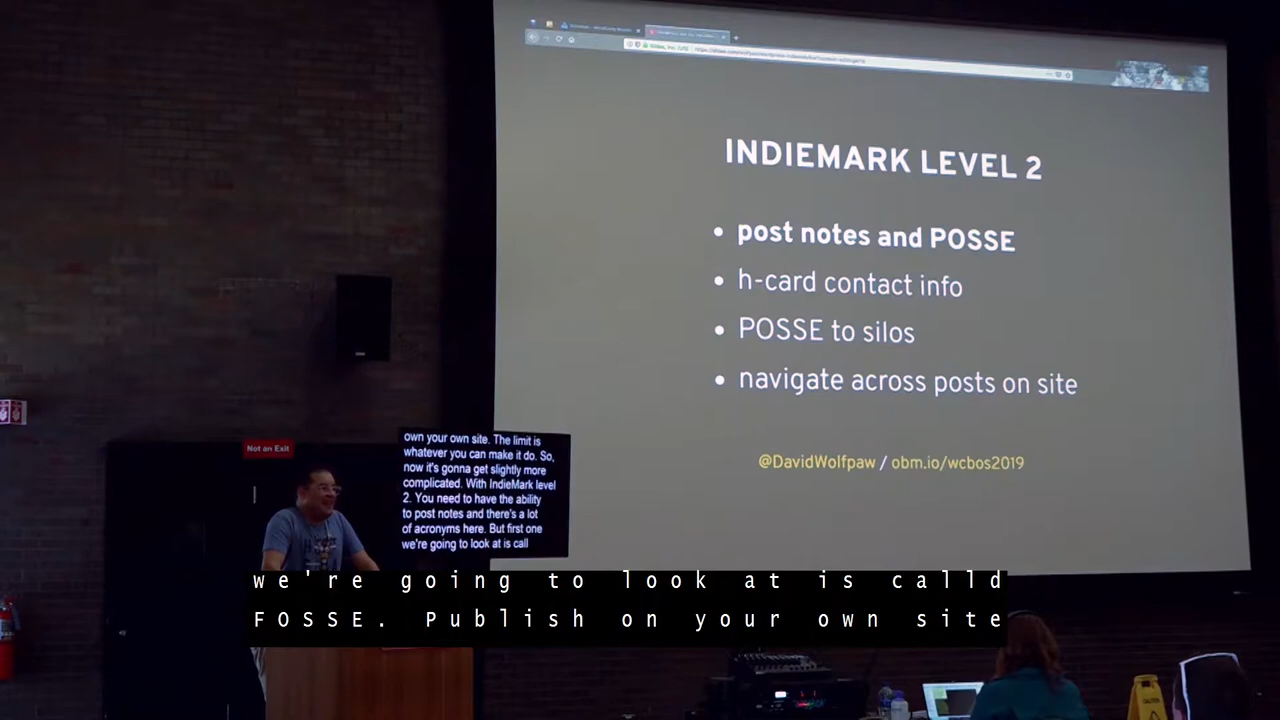 INDIEMARK LEVEL 2
• post notes and POSSE
• h-card contact info
• POSSE to silos
• navigate across posts on site
@DavidWolfpaw / obm.io/wcbos2019
Not an Exit
own your own site. The limit is
whatever you can make it do. So,
now it's gonna get slightly more
complicated. With IndieMark level
2. You need to have the ability
to post notes and there's a lot
of acronyms here. But first one
we're going to look at is call
we're going to look at is calld
FOSSE. Publish on your own site
CAUTION